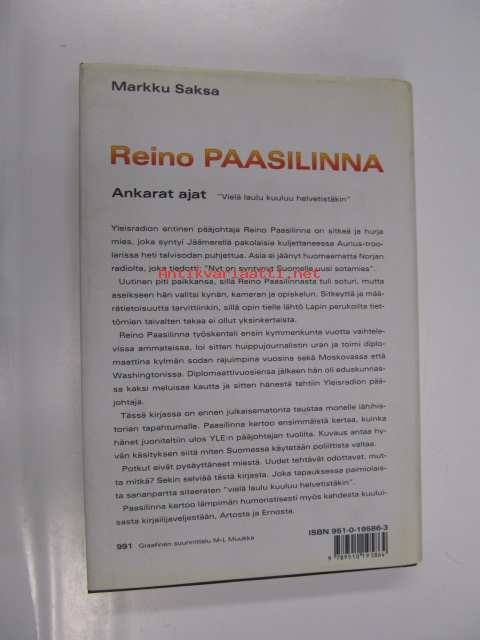 Markku Saksa
Reino PAASILINNA
Ankarat ajat "Vielä laulu kuuluu helvetistäkin"
Yleisradion entinen pääjohtaja Reino Paasilinna on sitkeä ja hurja
mies, joka syntyi Jäämerellä pakolaisia kuljettaneessa Aurius-troo-
larissa heti talvisodan puhjettua. Asia ei jäänyt huomaamatta Norjan
radiolta, joka tiedotti: "Nyt on syntynyt Suomelle uusi sotamies".
Antikvariaatti.net
Uutinen piti paikkansa, sillä Reino Paasilinnasta tuli soturi, mutta
aseikseen hän valitsi kynän, kameran ja opiskelun. Sitkeyttä ja mää-
rätietoisuutta tarvittiinkin, sillä opin tielle lähtö Lapin perukoilta tiet-
tömien taivalten takaa ei ollut yksinkertaista.
Reino Paasilinna työskenteli ensin kymmenkunta vuotta vaihtele-
vissa ammateissa, loi sitten huippujournalistin uran ja toimi diplo-
maattina kylmän sodan rajuimpina vuosina sekä Moskovassa että
Washingtonissa. Diplomaattivuosiensa jälkeen hän oli eduskunnas-
sa kaksi meluisaa kautta ja sitten hänestä tehtiin Yleisradion pää-
johtaja.
Tässä kirjassa on ennen julkaisematonta taustaa monelle lähihis-
torian tapahtumalle. Paasilinna kertoo ensimmäistä kertaa, kuinka
hänet juoniteltiin ulos YLE:n pääjohtajan tuolilta. Kuvaus antaa hy-
vän käsityksen siitä miten Suomessa käytetään poliittista valtaa.
Potkut eivät pysäyttäneet miestä. Uudet tehtävät odottavat, mut-
ta mitkä? Sekin selviää tästä kirjasta. Joka tapauksessa paimiolais-
ta sananpartta siteeraten "vielä laulu kuuluu helvetistäkin".
Paasilinna kertoo lämpimän humoristisesti myös kahdesta kuului-
sasta kirjailijaveljestään, Artosta ja Ernosta.
ISBN 951-0-19586-3
991 Graafinen suunnittelu M-L Muukka
9 789510 195864